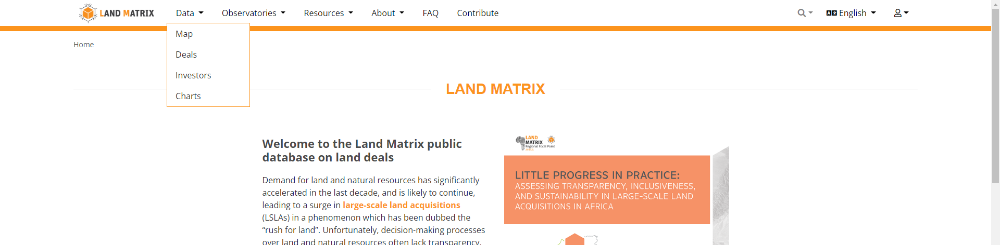 LAND MATRIX
Data
Observatories
Resources
About
FAQ
Contribute
English
Map
Deals
Investors
Charts
Home
LAND MATRIX
Welcome to the Land Matrix public
database on land deals
Demand for land and natural resources has significantly
accelerated in the last decade, and is likely to continue,
leading to a surge in large-scale land acquisitions
(LSLAs) in a phenomenon which has been dubbed the
“rush for land”. Unfortunately, decision-making processes
over land and natural resources often lack transparency,
LAND
MATRIX
Regional Focal Point
AFRICA
LITTLE PROGRESS IN PRACTICE:
ASSESSING TRANSPARENCY, INCLUSIVENESS,
AND SUSTAINABILITY IN LARGE-SCALE LAND
ACQUISITIONS IN AFRICA